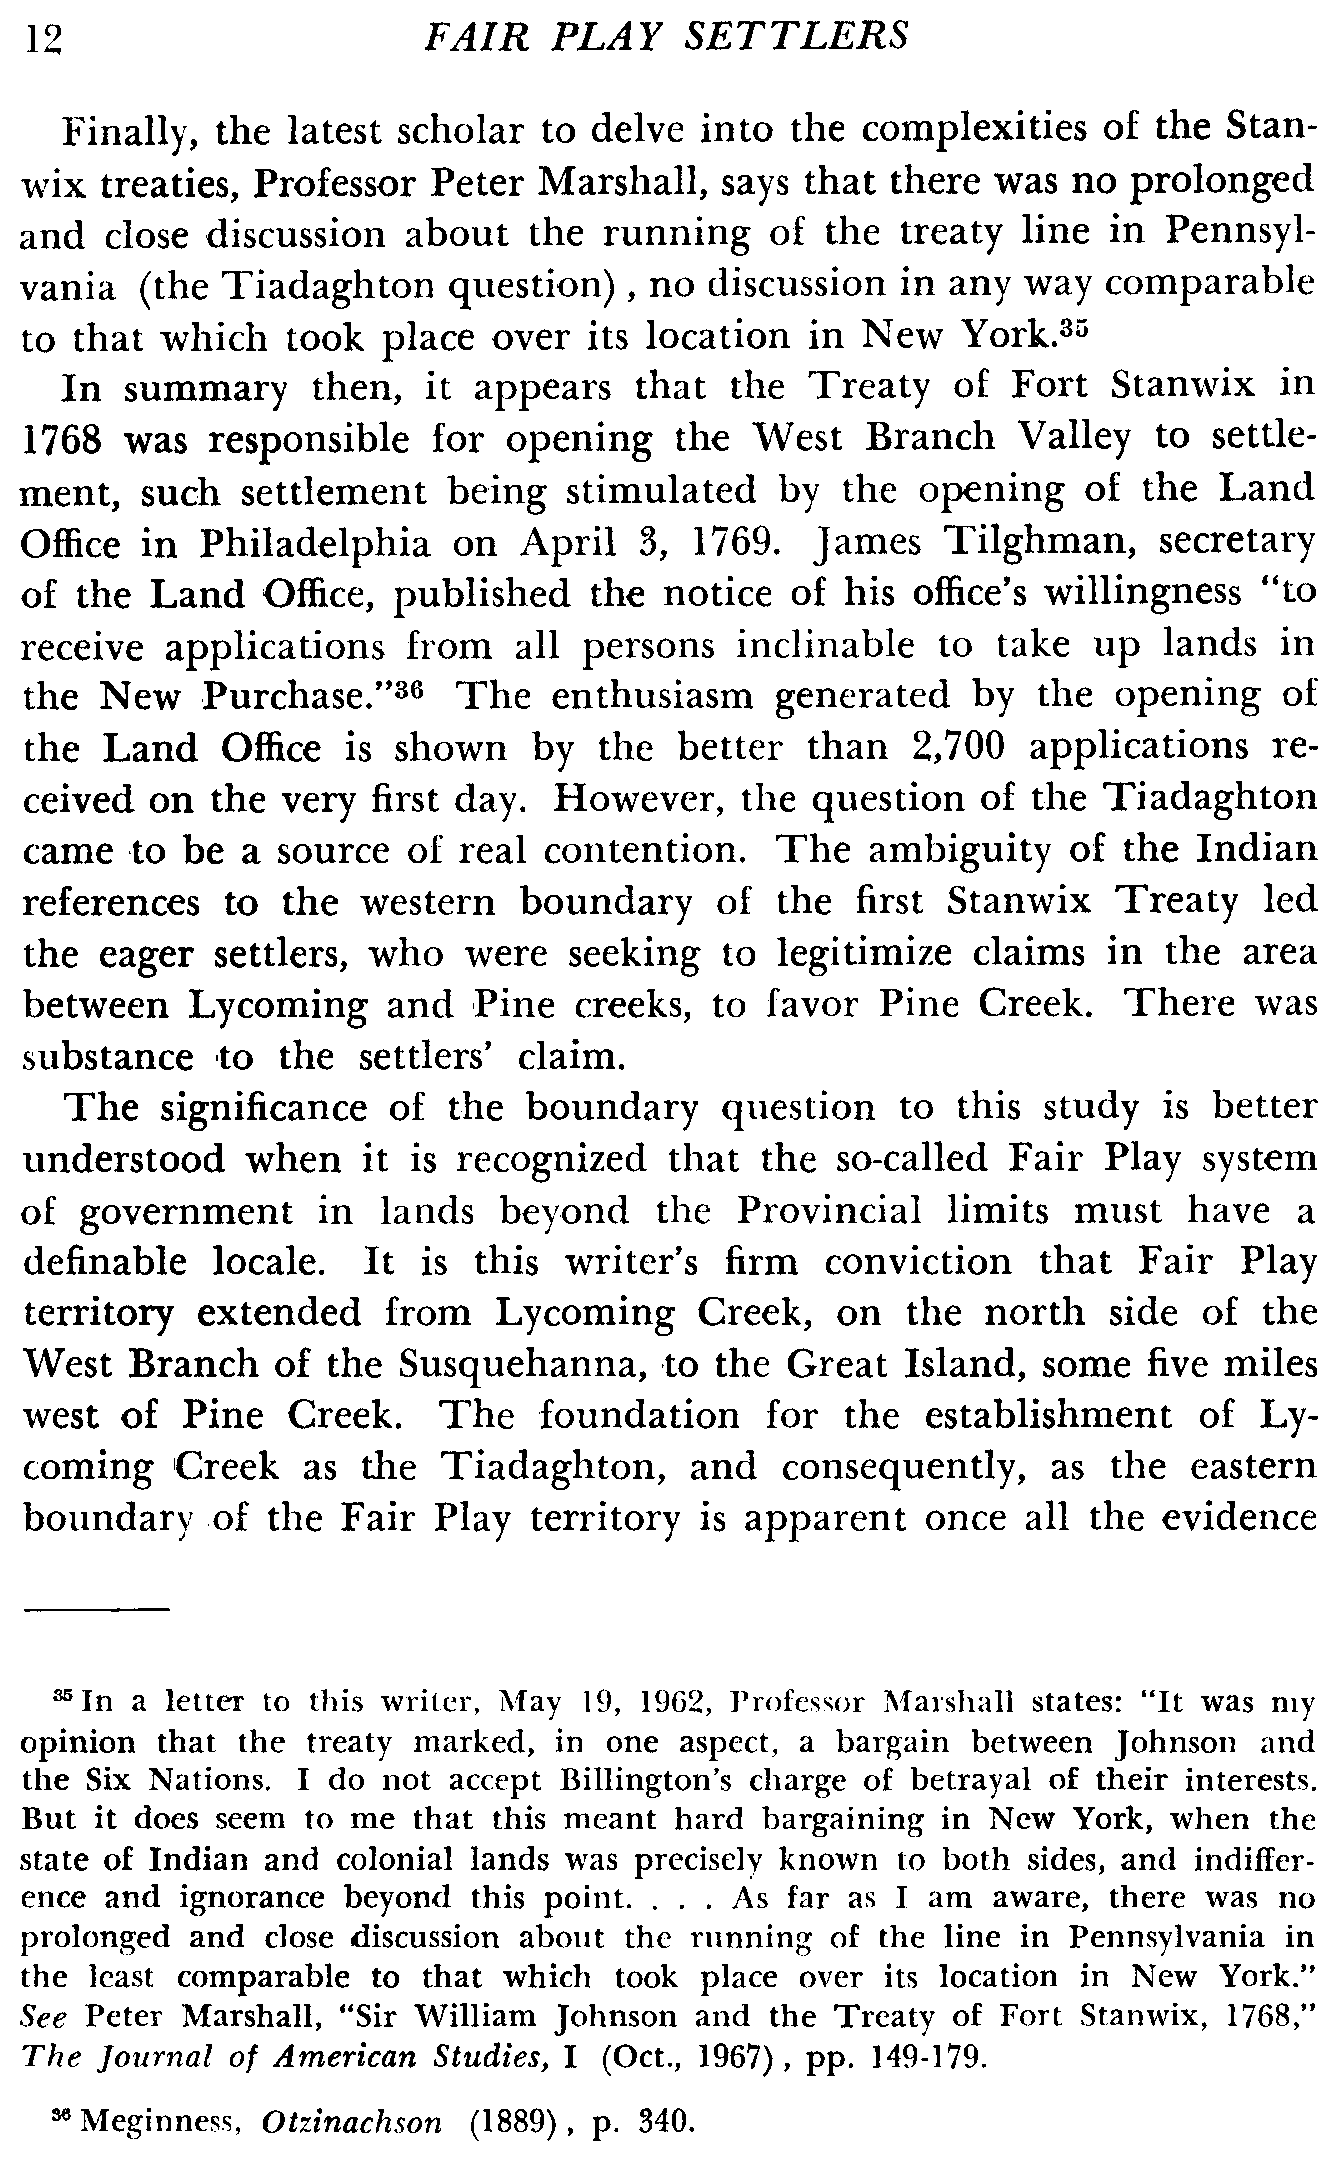 12 FAIR PLAY SETTLERS
Finally, the latest scholar to delve into the complexities of the Stan-
wix treaties, Professor Peter Marshall, says that there was no prolonged
and close discussion about the running of the treaty line in Pennsyl-
vania (the Tiadaghton question), no discussion in any way comparable
to that which took place over its location in New York.³⁵
In summary then, it appears that the Treaty of Fort Stanwix in
1768 was responsible for opening the West Branch Valley to settle-
ment, such settlement being stimulated by the opening of the Land
Office in Philadelphia on April 3, 1769. James Tilghman, secretary
of the Land Office, published the notice of his office's willingness "to
receive applications from all persons inclinable to take up lands in
the New Purchase."³⁶ The enthusiasm generated by the opening of
the Land Office is shown by the better than 2,700 applications re-
ceived on the very first day. However, the question of the Tiadaghton
came to be a source of real contention. The ambiguity of the Indian
references to the western boundary of the first Stanwix Treaty led
the eager settlers, who were seeking to legitimize claims in the area
between Lycoming and Pine creeks, to favor Pine Creek. There was
substance to the settlers' claim.
The significance of the boundary question to this study is better
understood when it is recognized that the so-called Fair Play system
of government in lands beyond the Provincial limits must have a
definable locale. It is this writer's firm conviction that Fair Play
territory extended from Lycoming Creek, on the north side of the
West Branch of the Susquehanna, to the Great Island, some five miles
west of Pine Creek. The foundation for the establishment of Ly-
coming Creek as the Tiadaghton, and consequently, as the eastern
boundary of the Fair Play territory is apparent once all the evidence
³⁵ In a letter to this writer, May 19, 1962, Professor Marshall states: "It was my
opinion that the treaty marked, in one aspect, a bargain between Johnson and
the Six Nations. I do not accept Billington's charge of betrayal of their interests.
But it does seem to me that this meant hard bargaining in New York, when the
state of Indian and colonial lands was precisely known to both sides, and indiffer-
ence and ignorance beyond this point. . . . As far as I am aware, there was no
prolonged and close discussion about the running of the line in Pennsylvania in
the least comparable to that which took place over its location in New York."
See Peter Marshall, "Sir William Johnson and the Treaty of Fort Stanwix, 1768,"
The Journal of American Studies, I (Oct., 1967), pp. 149-179.
³⁶ Meginness, Otzinachson (1889), p. 340.